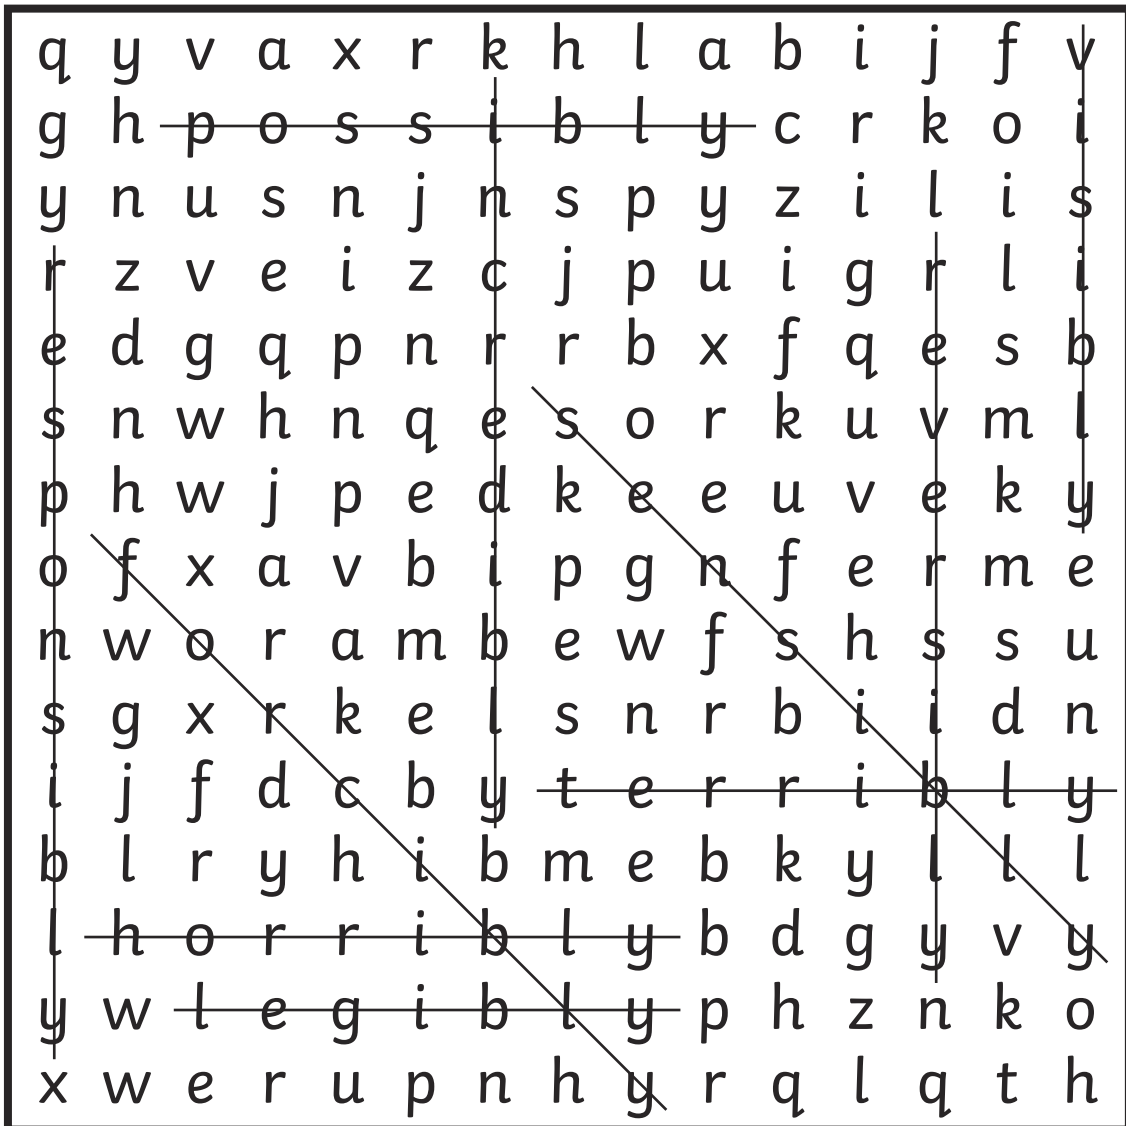 q y v a x r k h l a b i j f v
g h p o s s i b l y c r k o i
y n u s n j n s p y z i l i s
r z v e i z c j p u i g r l i
e d g q p n r r b x f q e s b
s n w h n q e s o r k u v m l
p h w j p e d k e e u v e k y
o f x a v b i p g n f e r m e
n w o r a m b e w f s h s s u
s g x r k e l s n r b i i d n
i j f d c b y t e r r i b l y
b l r y h i b m e b k y l l l
l h o r r i b l y b d g y v y
y w l e g i b l y p h z n k o
x w e r u p n h y r q l q t h